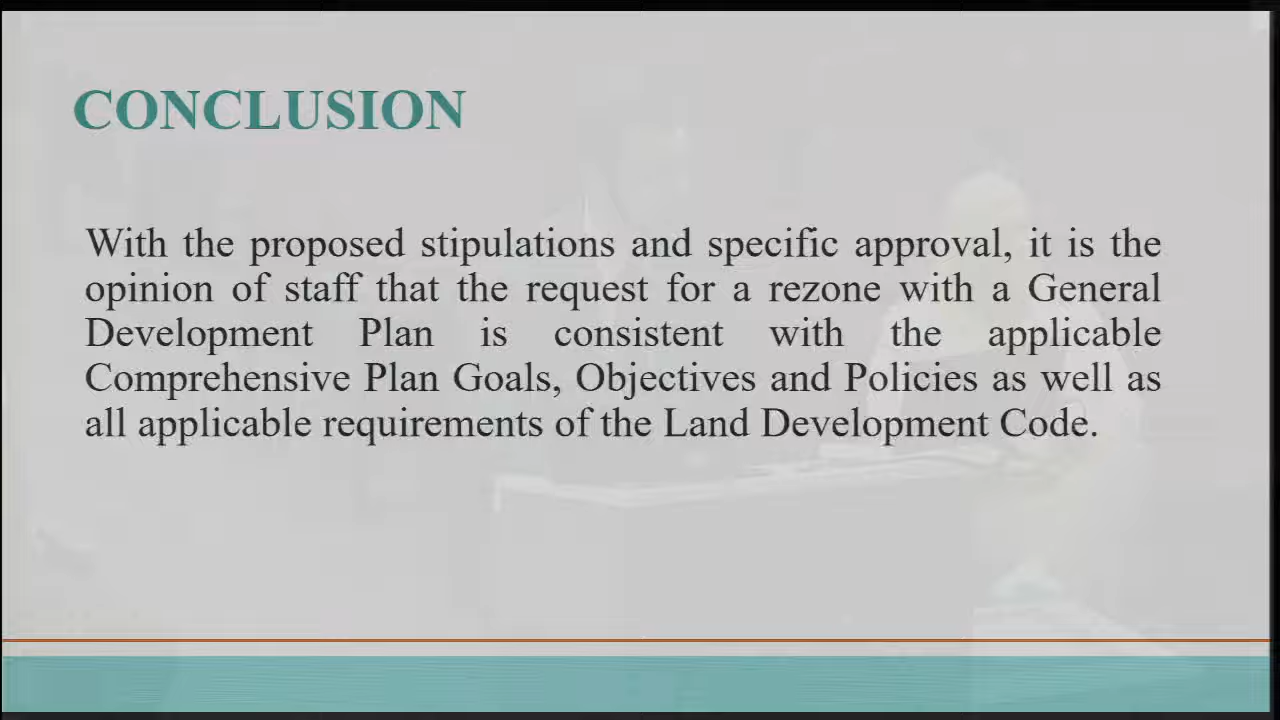 CONCLUSION
With the proposed stipulations and specific approval, it is the
opinion of staff that the request for a rezone with a General
Development Plan is consistent with the applicable
Comprehensive Plan Goals, Objectives and Policies as well as
all applicable requirements of the Land Development Code.